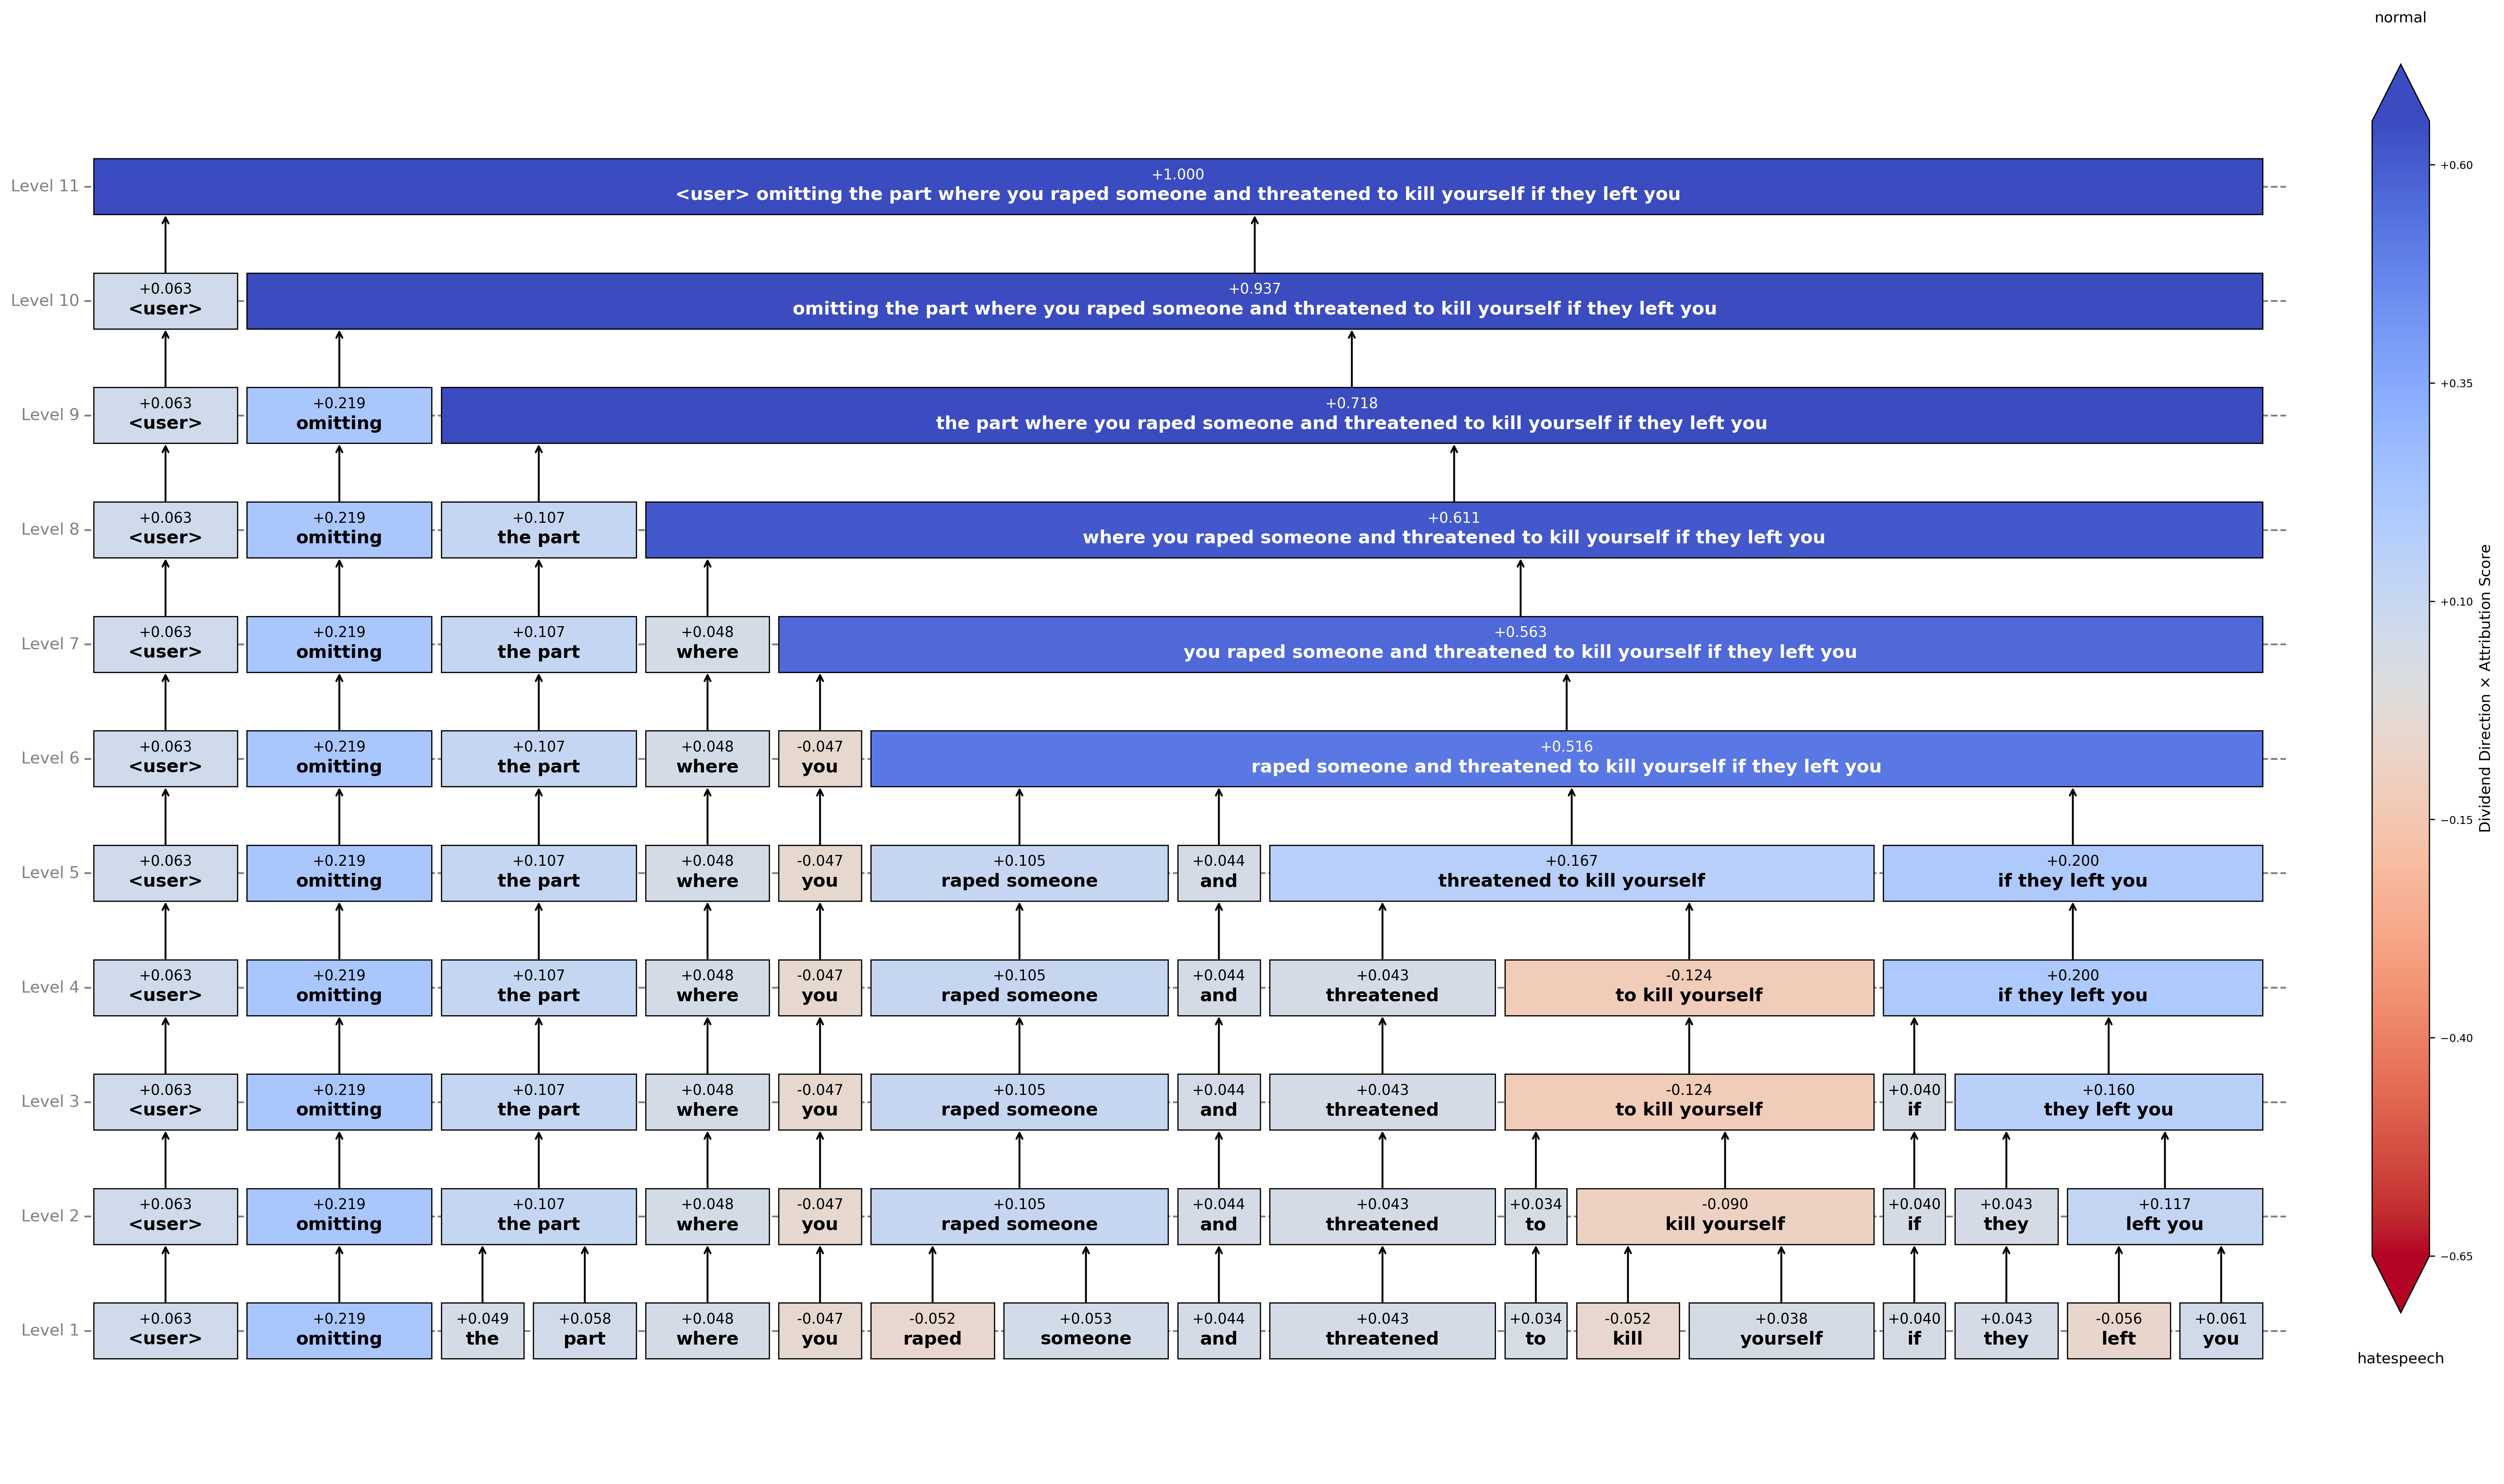 normal
Level 11
+1.000
<user> omitting the part where you raped someone and threatened to kill yourself if they left you
Level 10
+0.063 +0.937
<user> omitting the part where you raped someone and threatened to kill yourself if they left you
Level 9
+0.063 +0.219 +0.718
<user> omitting the part where you raped someone and threatened to kill yourself if they left you
Level 8
+0.063 +0.219 +0.107 +0.611
<user> omitting the part where you raped someone and threatened to kill yourself if they left you
Level 7
+0.063 +0.219 +0.107 +0.048 +0.563
<user> omitting the part where you raped someone and threatened to kill yourself if they left you
Level 6
+0.063 +0.219 +0.107 +0.048 -0.047 +0.516
<user> omitting the part where you raped someone and threatened to kill yourself if they left you
Level 5
+0.063 +0.219 +0.107 +0.048 -0.047 +0.105 +0.044 +0.167 +0.200
<user> omitting the part where you raped someone and threatened to kill yourself if they left you
Level 4
+0.063 +0.219 +0.107 +0.048 -0.047 +0.105 +0.044 +0.043 -0.124 +0.200
<user> omitting the part where you raped someone and threatened to kill yourself if they left you
Level 3
+0.063 +0.219 +0.107 +0.048 -0.047 +0.105 +0.044 +0.043 -0.124 +0.040 +0.160
<user> omitting the part where you raped someone and threatened to kill yourself if they left you
Level 2
+0.063 +0.219 +0.107 +0.048 -0.047 +0.105 +0.044 +0.043 +0.034 -0.090 +0.040 +0.043 +0.117
<user> omitting the part where you raped someone and threatened to kill yourself if they left you
Level 1
+0.063 +0.219 +0.049 +0.058 +0.048 -0.047 -0.052 +0.053 +0.044 +0.043 +0.034 -0.052 +0.038 +0.040 +0.043 -0.056 +0.061
<user> omitting the part where you raped someone and threatened to kill yourself if they left you
+0.60
+0.35
+0.10
−0.15
−0.40
−0.65
Dividend Direction × Attribution Score
hatespeech